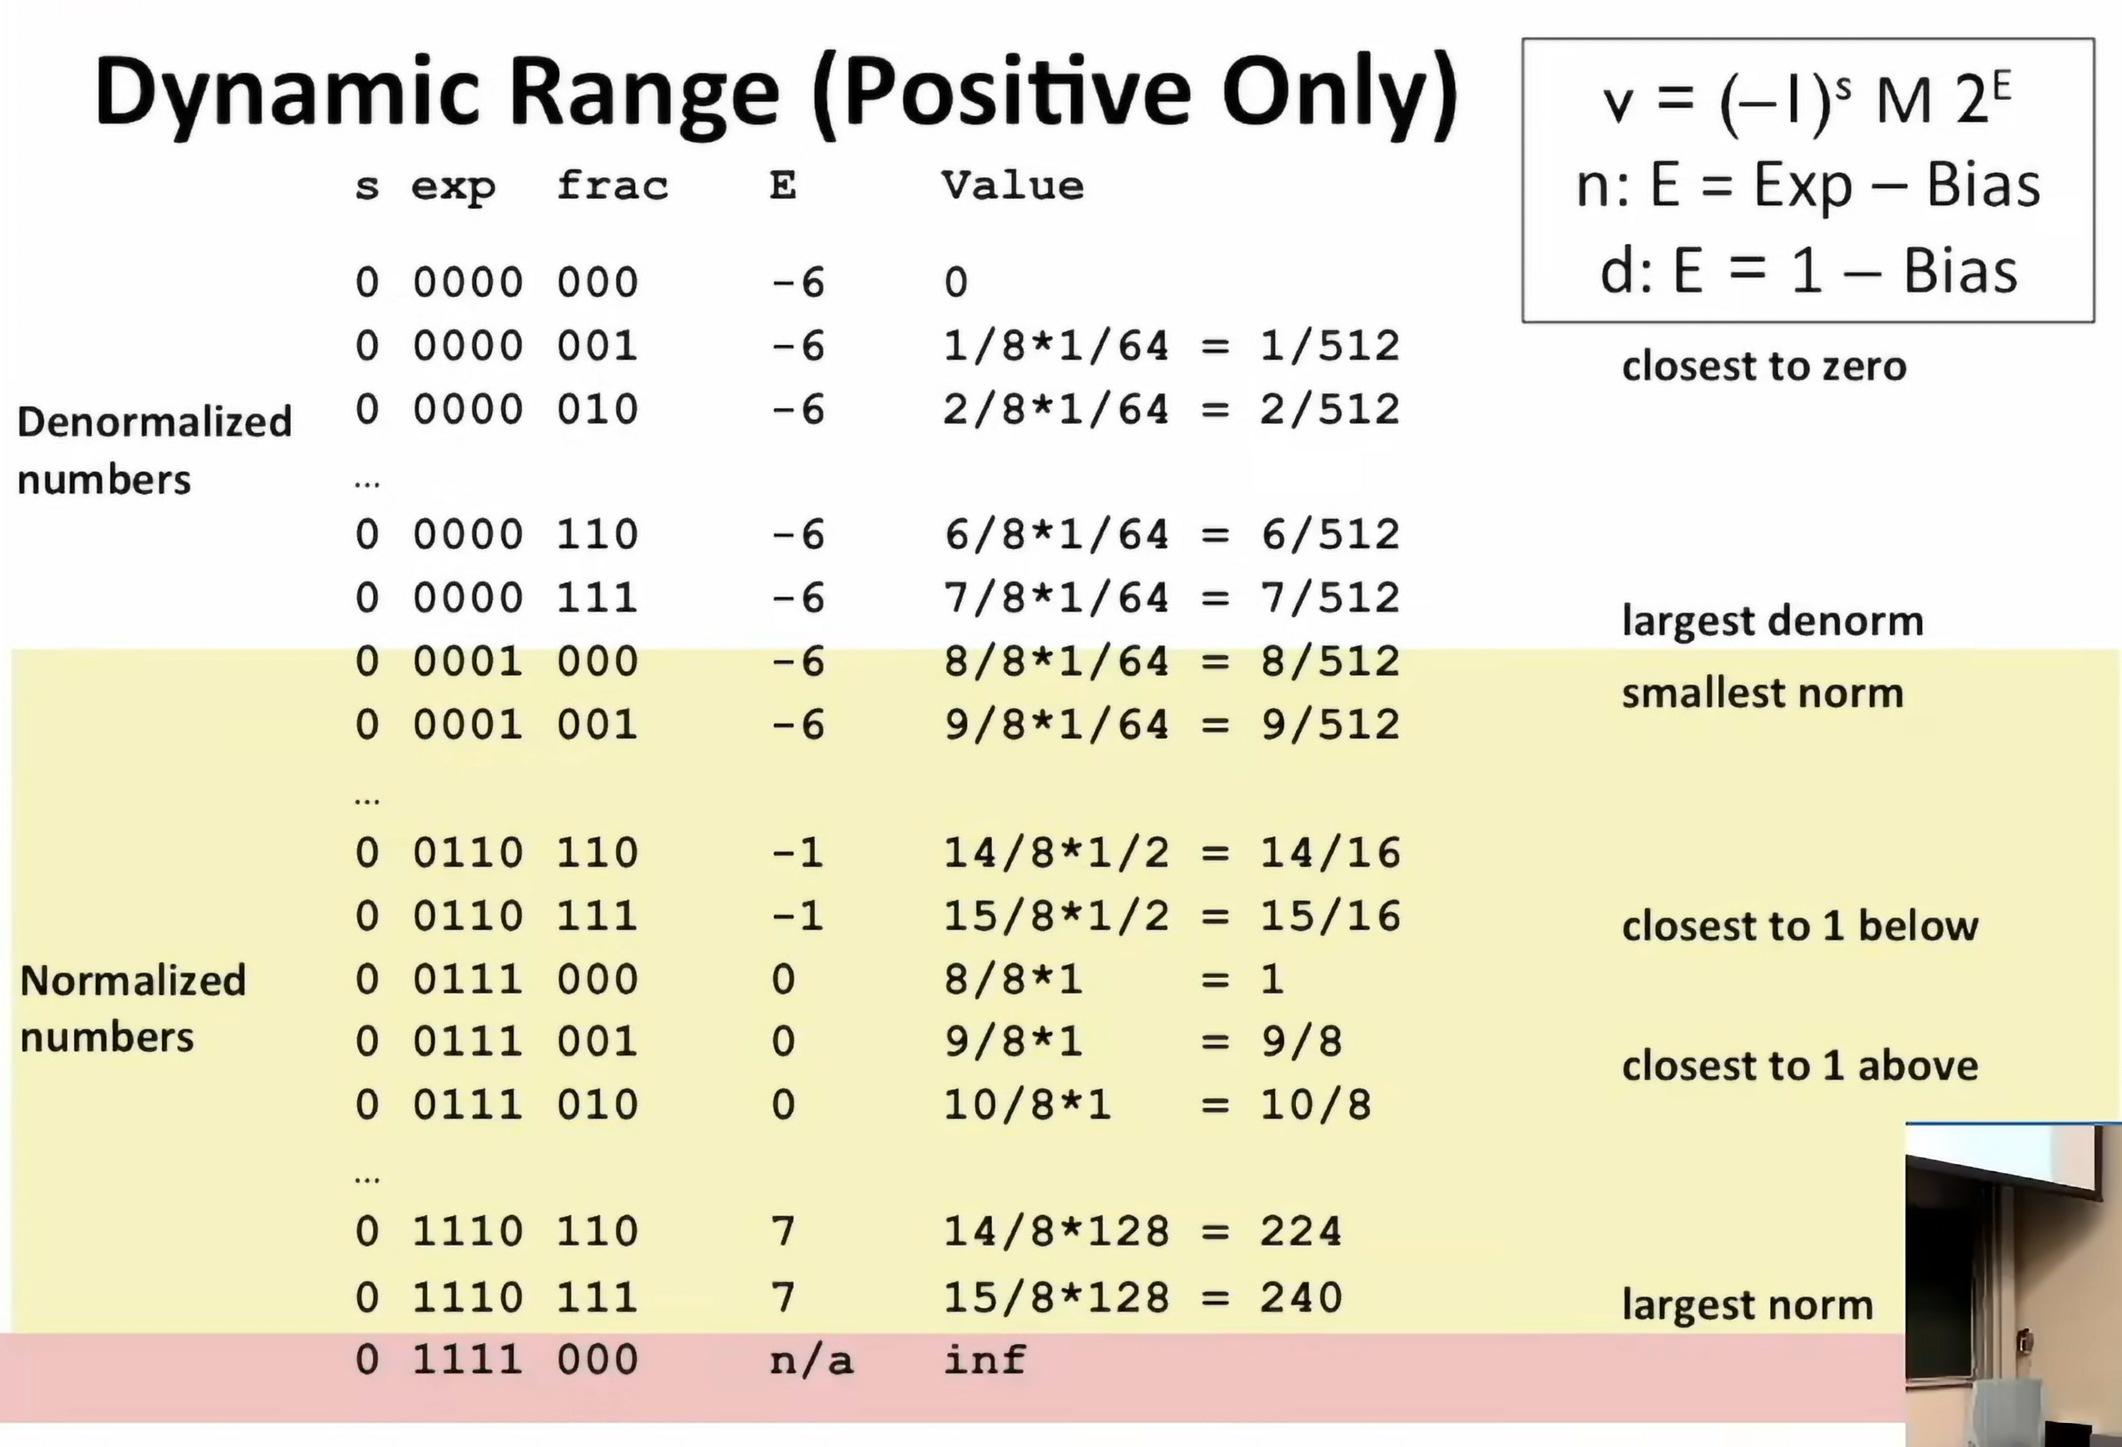 Dynamic Range (Positive Only)
v = (−1)ˢ M 2ᴱ
n: E = Exp – Bias
d: E = 1 – Bias
s exp frac E Value
0 0000 000 -6 0
0 0000 001 -6 1/8*1/64 = 1/512 closest to zero
0 0000 010 -6 2/8*1/64 = 2/512
Denormalized
numbers
...
0 0000 110 -6 6/8*1/64 = 6/512
0 0000 111 -6 7/8*1/64 = 7/512 largest denorm
0 0001 000 -6 8/8*1/64 = 8/512 smallest norm
0 0001 001 -6 9/8*1/64 = 9/512
...
0 0110 110 -1 14/8*1/2 = 14/16
0 0110 111 -1 15/8*1/2 = 15/16 closest to 1 below
Normalized
numbers
0 0111 000 0 8/8*1 = 1
0 0111 001 0 9/8*1 = 9/8 closest to 1 above
0 0111 010 0 10/8*1 = 10/8
...
0 1110 110 7 14/8*128 = 224
0 1110 111 7 15/8*128 = 240 largest norm
0 1111 000 n/a inf